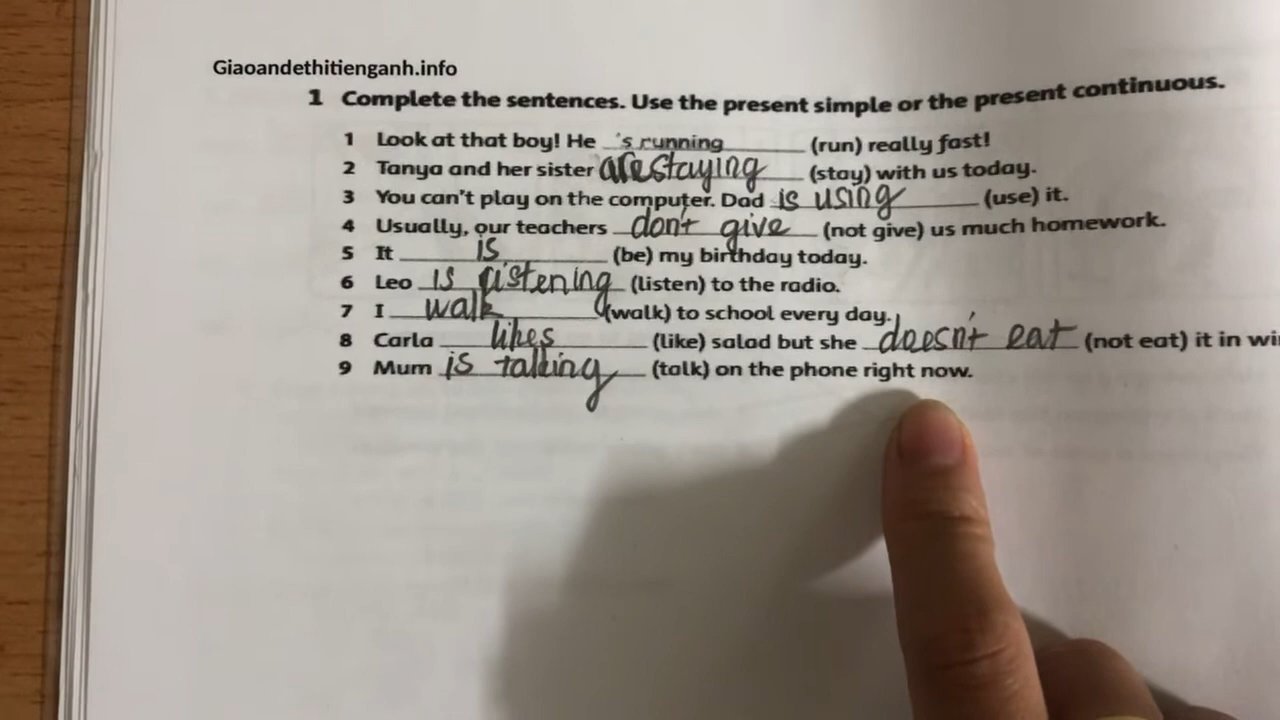 Giaoandethitienganh.info
1 Complete the sentences. Use the present simple or the present continuous.
1 Look at that boy! He 's running (run) really fast!
2 Tanya and her sister are staying (stay) with us today.
3 You can't play on the computer. Dad is using (use) it.
4 Usually, our teachers don't give (not give) us much homework.
5 It is (be) my birthday today.
6 Leo is listening (listen) to the radio.
7 I walk (walk) to school every day.
8 Carla likes (like) salad but she doesn't eat (not eat) it in
9 Mum is talking (talk) on the phone right now.